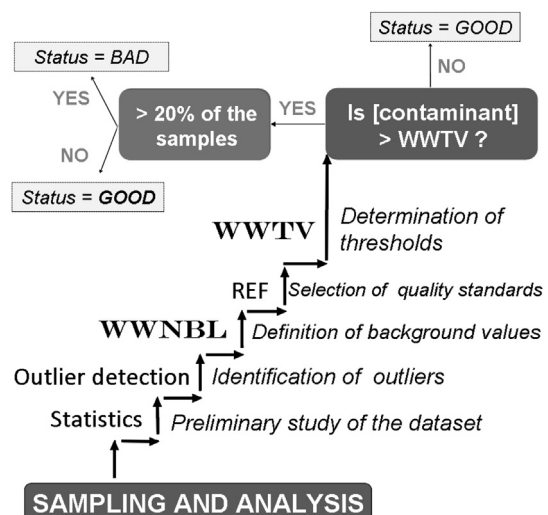 Status = GOOD
Status = BAD
NO
YES
> 20% of the
samples
YES
Is [contaminant]
> WWTV ?
NO
Status = GOOD
WWTV
Determination of
thresholds
REF
Selection of quality standards
WWNBL
Definition of background values
Outlier detection
Identification of outliers
Statistics
Preliminary study of the dataset
SAMPLING AND ANALYSIS